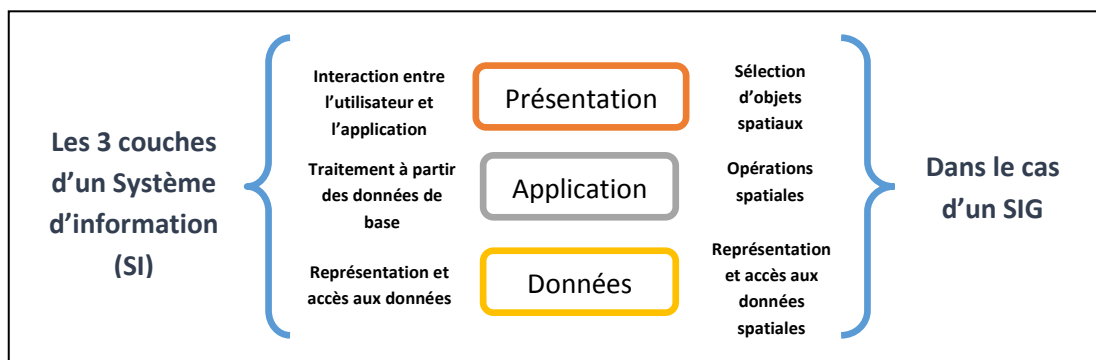 Les 3 couches
d'un Système
d'information
(SI)
Interaction entre
l'utilisateur et
l'application
Présentation
Sélection
d'objets
spatiaux
Traitement à partir
des données de
base
Application
Opérations
spatiales
Représentation et
accès aux données
Données
Représentation
et accès aux
données
spatiales
Dans le cas
d'un SIG